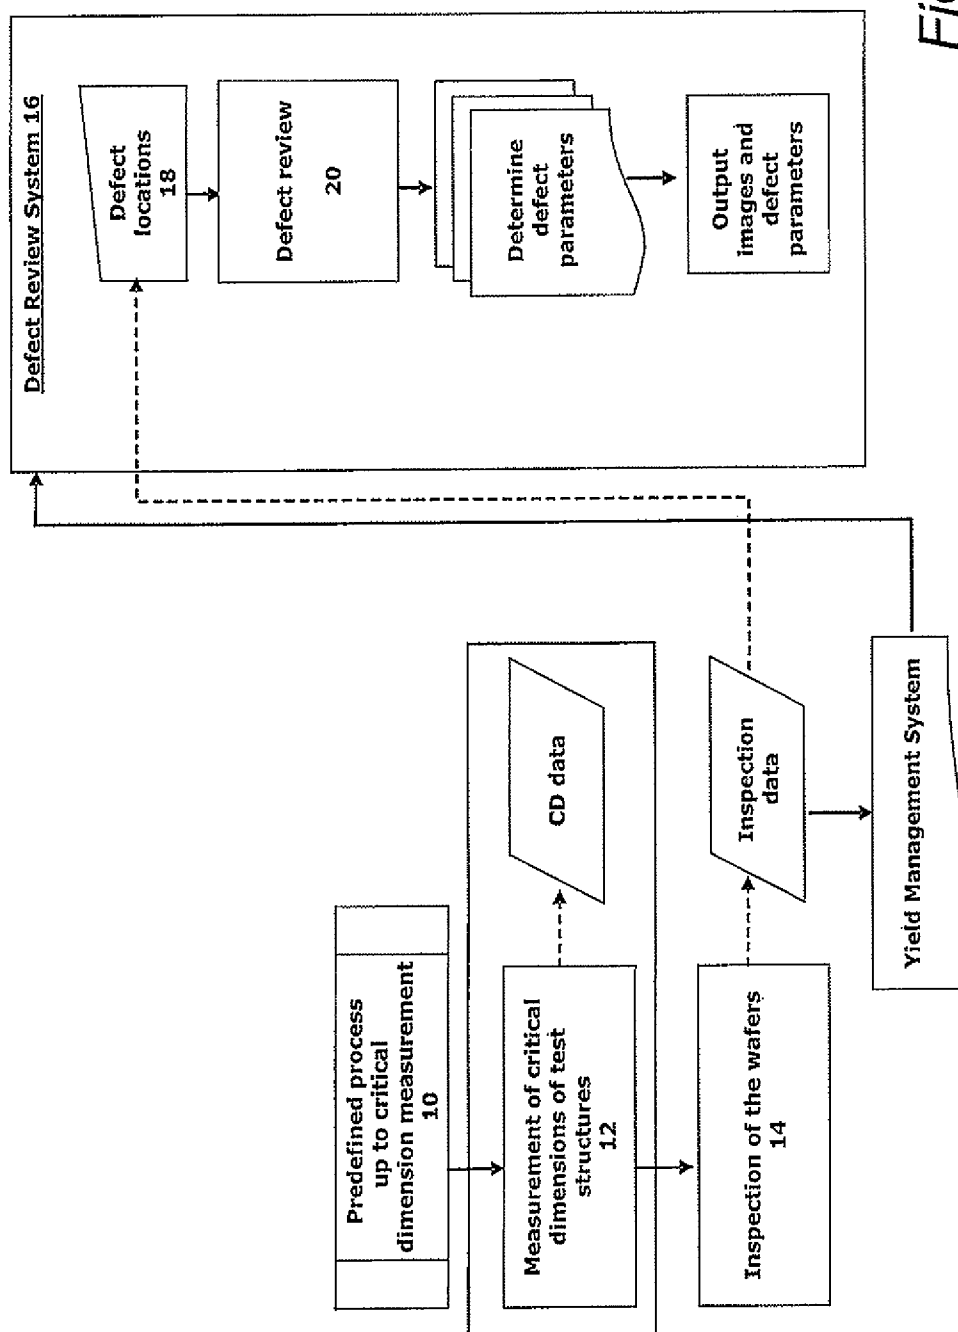 Predefined process
up to critical
dimension measurement
10
Measurement of critical
dimensions of test
structures
12
CD data
Inspection of the wafers
14
Inspection
data
Yield Management System
Defect Review System 16
Defect
locations
18
Defect review
20
Determine
defect
parameters
Output
images and
defect
parameters